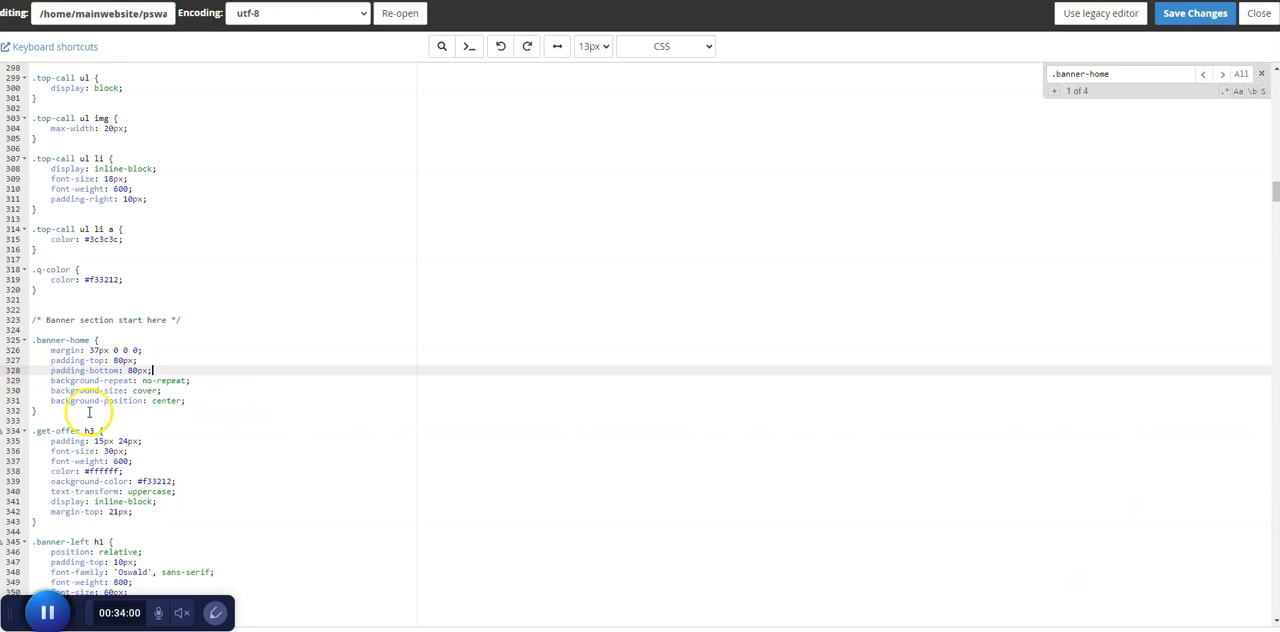 diting: /home/mainwebsite/pswa Encoding: utf-8 Re-open Use legacy editor Save Changes Close
Keyboard shortcuts 13px CSS
.banner-home All
+ 1 of 4 .* Aa \b S
298
299 .top-call ul {
300 display: block;
301 }
302
303 .top-call ul img {
304 max-width: 20px;
305 }
306
307 .top-call ul li {
308 display: inline-block;
309 font-size: 18px;
310 font-weight: 600;
311 padding-right: 10px;
312 }
313
314 .top-call ul li a {
315 color: #3c3c3c;
316 }
317
318 .q-color {
319 color: #f33212;
320 }
321
322
323 /* Banner section start here */
324
325 .banner-home {
326 margin: 37px 0 0 0;
327 padding-top: 80px;
328 padding-bottom: 80px;
329 background-repeat: no-repeat;
330 background-size: cover;
331 background-position: center;
332 }
333
334 .get-offer h3 {
335 padding: 15px 24px;
336 font-size: 30px;
337 font-weight: 600;
338 color: #ffffff;
339 oackground-color: #f33212;
340 text-transform: uppercase;
341 display: inline-block;
342 margin-top: 21px;
343 }
344
345 .banner-left h1 {
346 position: relative;
347 padding-top: 10px;
348 font-family: 'Oswald', sans-serif;
349 font-weight: 800;
350 font-size: 60px
00:34:00